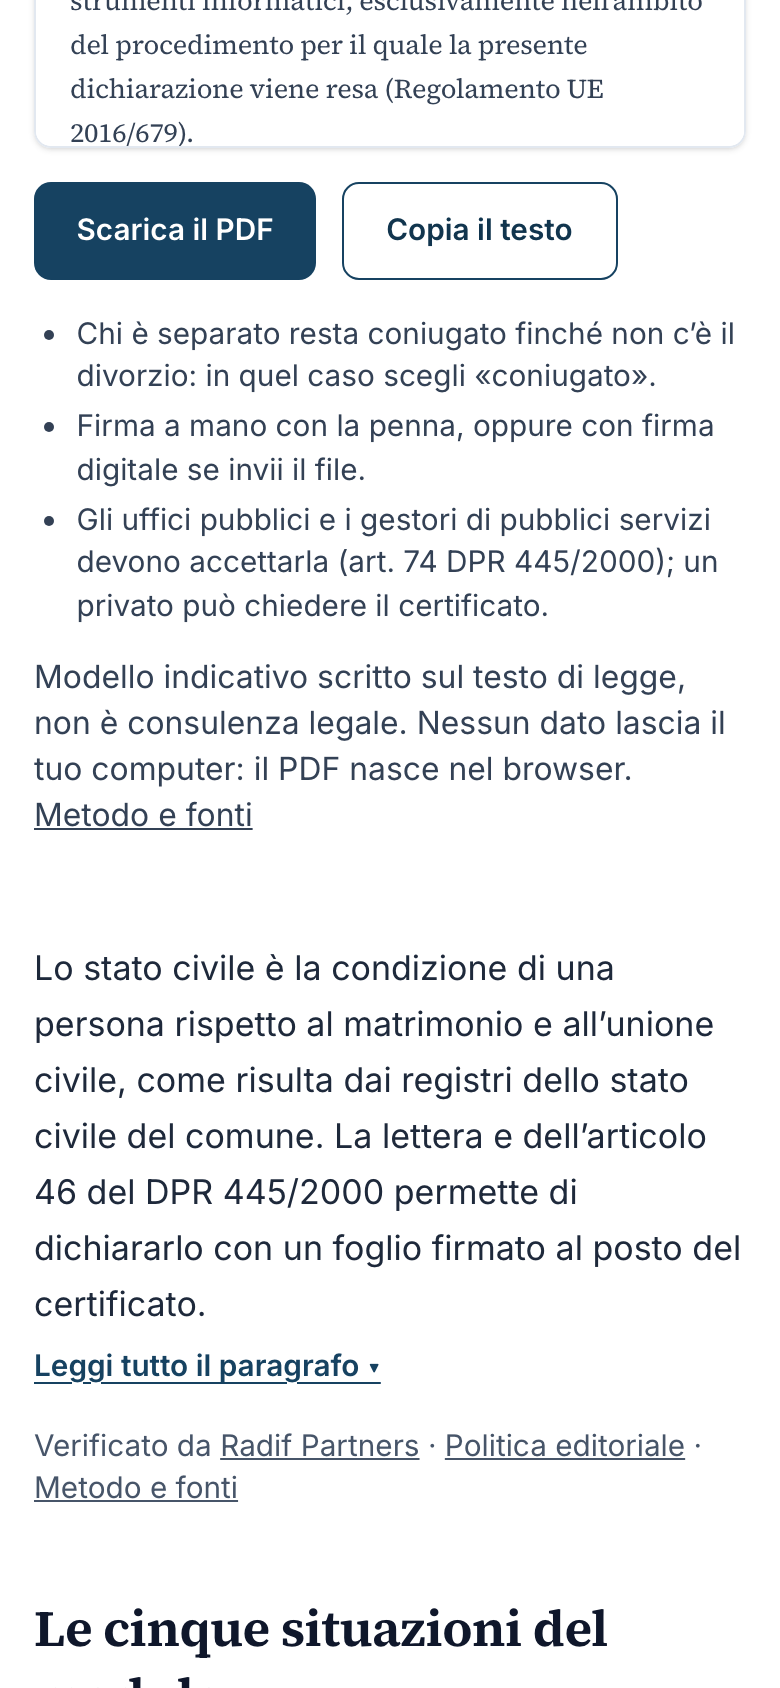 strumenti informatici, esclusivamente nell'ambito
del procedimento per il quale la presente
dichiarazione viene resa (Regolamento UE
2016/679).
Scarica il PDF
Copia il testo
• Chi è separato resta coniugato finché non c’è il
divorzio: in quel caso scegli «coniugato».
• Firma a mano con la penna, oppure con firma
digitale se invii il file.
• Gli uffici pubblici e i gestori di pubblici servizi
devono accettarla (art. 74 DPR 445/2000); un
privato può chiedere il certificato.
Modello indicativo scritto sul testo di legge,
non è consulenza legale. Nessun dato lascia il
tuo computer: il PDF nasce nel browser.
Metodo e fonti
Lo stato civile è la condizione di una
persona rispetto al matrimonio e all’unione
civile, come risulta dai registri dello stato
civile del comune. La lettera e dell’articolo
46 del DPR 445/2000 permette di
dichiararlo con un foglio firmato al posto del
certificato.
Leggi tutto il paragrafo ▾
Verificato da Radif Partners · Politica editoriale ·
Metodo e fonti
Le cinque situazioni del